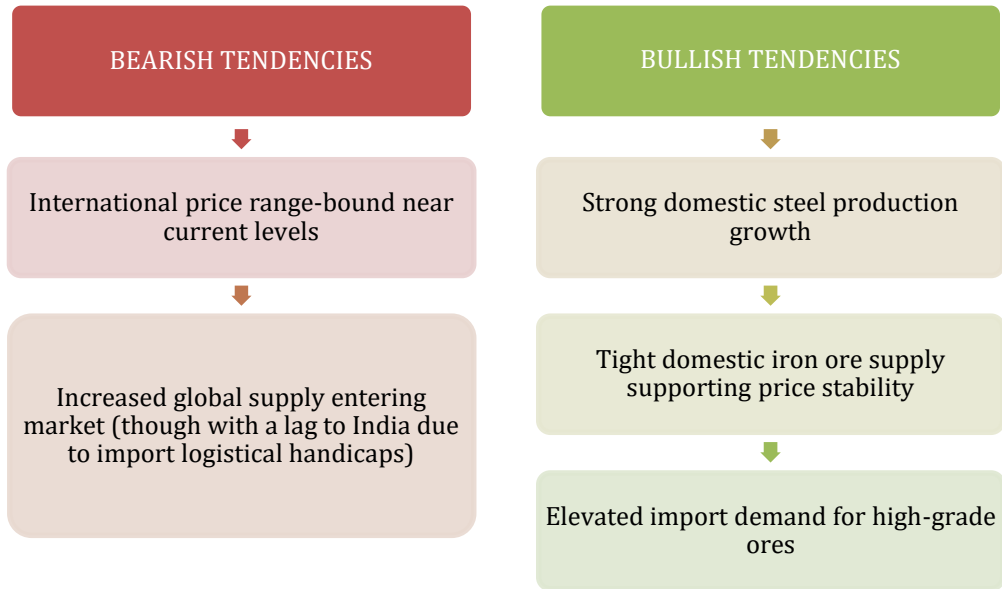 BEARISH TENDENCIES
International price range-bound near
current levels
Increased global supply entering
market (though with a lag to India due
to import logistical handicaps)
BULLISH TENDENCIES
Strong domestic steel production
growth
Tight domestic iron ore supply
supporting price stability
Elevated import demand for high-grade
ores